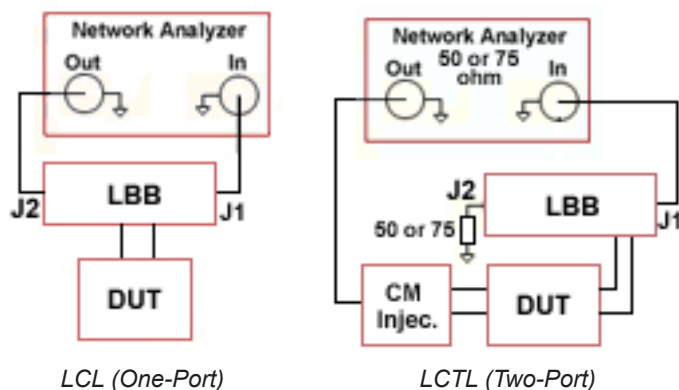 Network Analyzer
Out
In
J2
LBB
J1
DUT
LCL (One-Port)
Network Analyzer
50 or 75
ohm
Out
In
J2
LBB
J1
50 or 75
CM
Injec.
DUT
LCTL (Two-Port)